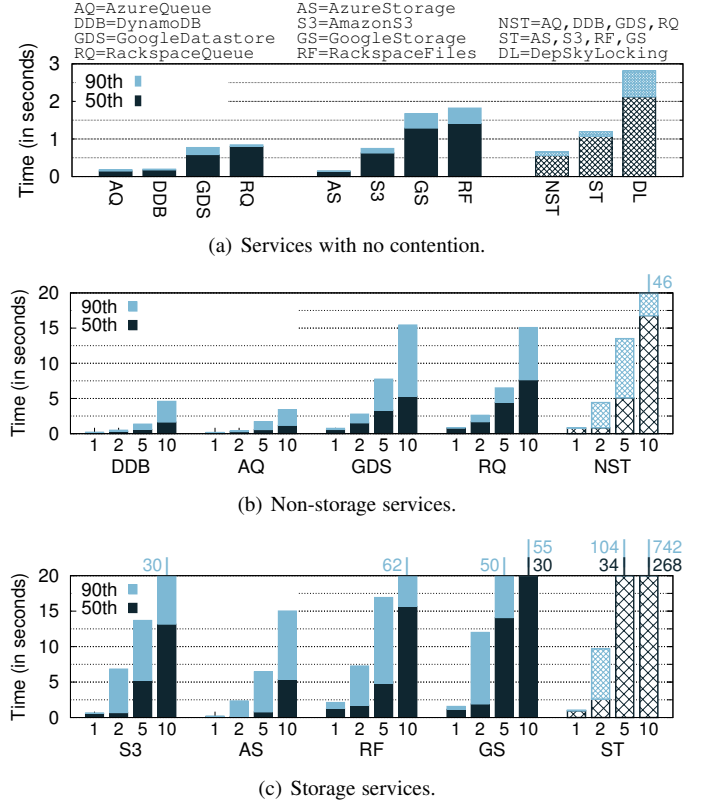 AQ=AzureQueue AS=AzureStorage
DDB=DynamoDB S3=AmazonS3 NST=AQ,DDB,GDS,RQ
GDS=GoogleDatastore GS=GoogleStorage ST=AS,S3,RF,GS
RQ=RackspaceQueue RF=RackspaceFiles DL=DepSkyLocking
Time (in seconds)
3
2
1
0
90th
50th
AQ DDB GDS RQ AS S3 GS RF NST ST DL
(a) Services with no contention.
46
Time (in seconds)
20
15
10
5
0
90th
50th
1 2 5 10 1 2 5 10 1 2 5 10 1 2 5 10 1 2 5 10
DDB AQ GDS RQ NST
(b) Non-storage services.
55 104 742
30 62 50 30 34 268
Time (in seconds)
20
15
10
5
0
90th
50th
1 2 5 10 1 2 5 10 1 2 5 10 1 2 5 10 1 2 5 10
S3 AS RF GS ST
(c) Storage services.